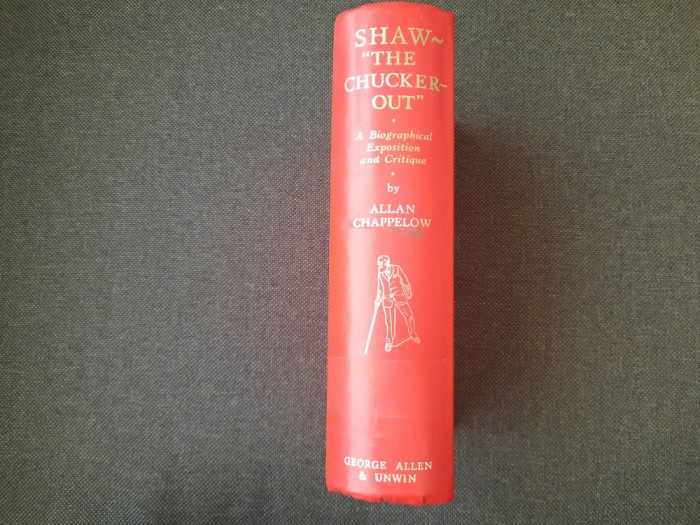 SHAW~
"THE
CHUCKER-
OUT"
*
A Biographical
Exposition
and Critique
*
by
ALLAN
CHAPPELOW
GEORGE ALLEN
& UNWIN